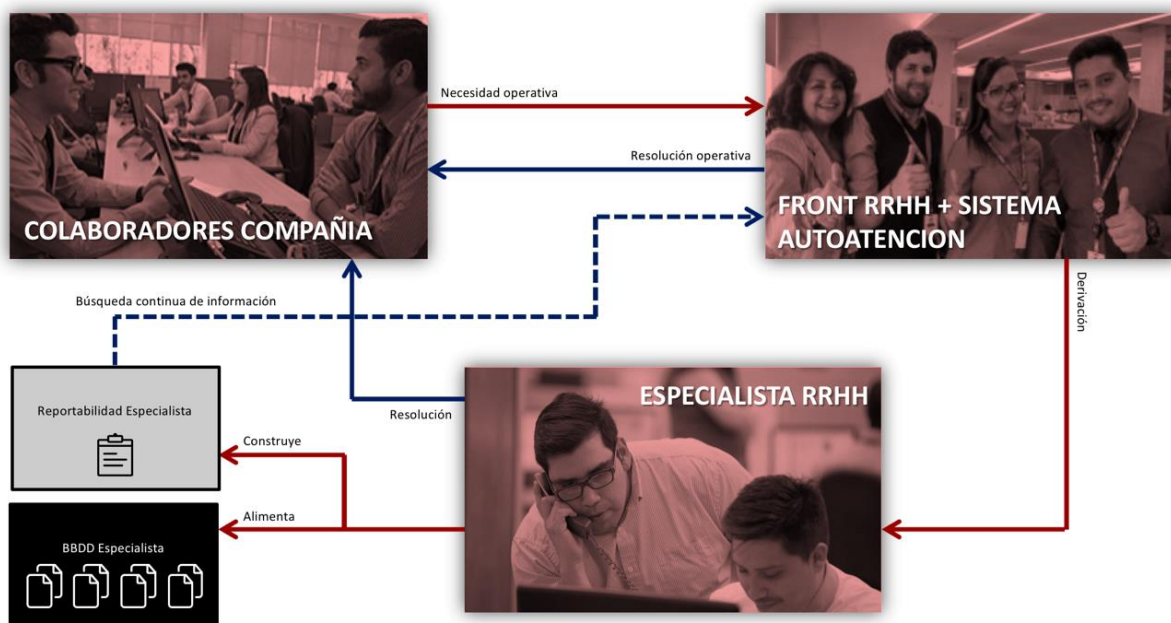 Necesidad operativa
Resolución operativa
COLABORADORES COMPAÑIA
FRONT RRHH + SISTEMA
AUTOATENCION
Búsqueda continua de información
Derivación
ESPECIALISTA RRHH
Reportabilidad Especialista
Resolución
Construye
Alimenta
BBDD Especialista